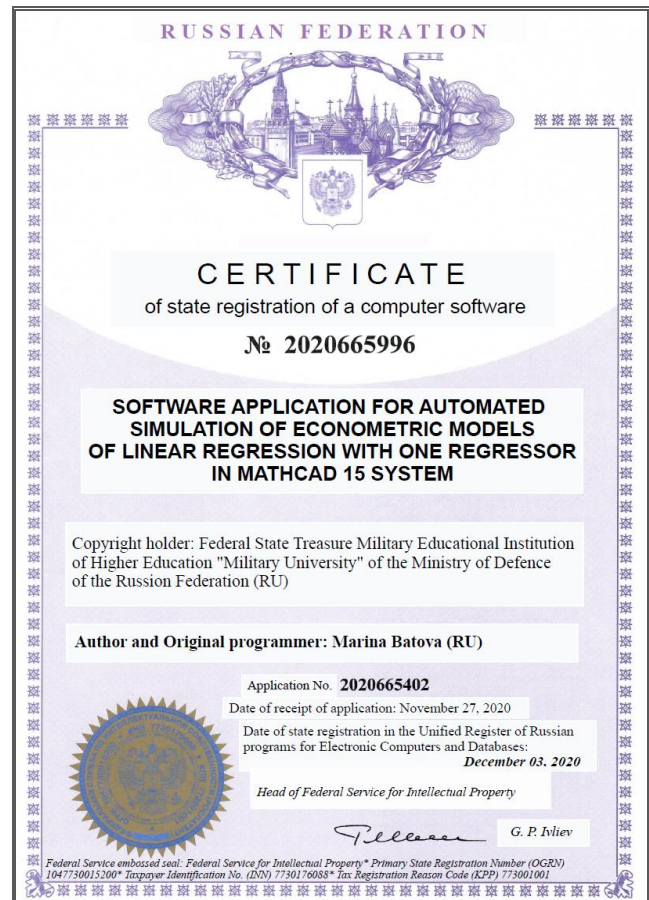 RUSSIAN FEDERATION
CERTIFICATE
of state registration of a computer software
№ 2020665996
SOFTWARE APPLICATION FOR AUTOMATED
SIMULATION OF ECONOMETRIC MODELS
OF LINEAR REGRESSION WITH ONE REGRESSOR
IN MATHCAD 15 SYSTEM
Copyright holder: Federal State Treasure Military Educational Institution
of Higher Education "Military University" of the Ministry of Defence
of the Russion Federation (RU)
Author and Original programmer: Marina Batova (RU)
Application No. 2020665402
Date of receipt of application: November 27, 2020
Date of state registration in the Unified Register of Russian
programs for Electronic Computers and Databases:
December 03. 2020
Head of Federal Service for Intellectual Property
G. P. Ivliev
Federal Service embossed seal: Federal Service for Intellectual Property* Primary State Registration Number (OGRN)
1047730015200* Taxpayer Identification No. (INN) 7730176088* Tax Registration Reason Code (KPP) 773001001